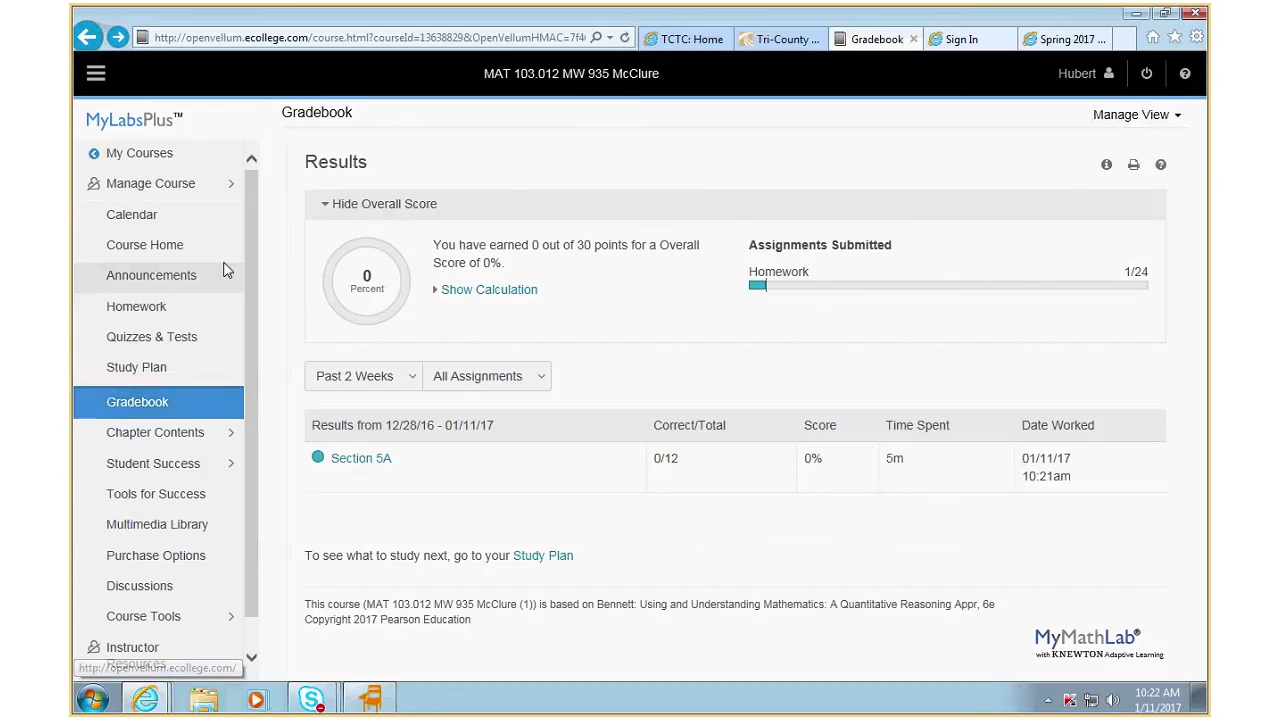 http://openvellum.ecollege.com/course.html?courseId=13638829&OpenVellumHMAC=7f4
TCTC: Home
Tri-County ...
Gradebook
Sign In
Spring 2017 ...
MAT 103.012 MW 935 McClure
Hubert
MyLabsPlus™
Gradebook
Manage View
My Courses
Manage Course
Calendar
Course Home
Announcements
Homework
Quizzes & Tests
Study Plan
Gradebook
Chapter Contents
Student Success
Tools for Success
Multimedia Library
Purchase Options
Discussions
Course Tools
Instructor
Resources
http://openvellum.ecollege.com/
Results
Hide Overall Score
0
Percent
You have earned 0 out of 30 points for a Overall
Score of 0%.
Show Calculation
Assignments Submitted
Homework 1/24
Past 2 Weeks All Assignments
Results from 12/28/16 - 01/11/17 Correct/Total Score Time Spent Date Worked
Section 5A 0/12 0% 5m 01/11/17
10:21am
To see what to study next, go to your Study Plan
This course (MAT 103.012 MW 935 McClure (1)) is based on Bennett: Using and Understanding Mathematics: A Quantitative Reasoning Appr, 6e
Copyright 2017 Pearson Education
MyMathLab®
with KNEWTON Adaptive Learning
10:22 AM
1/11/2017